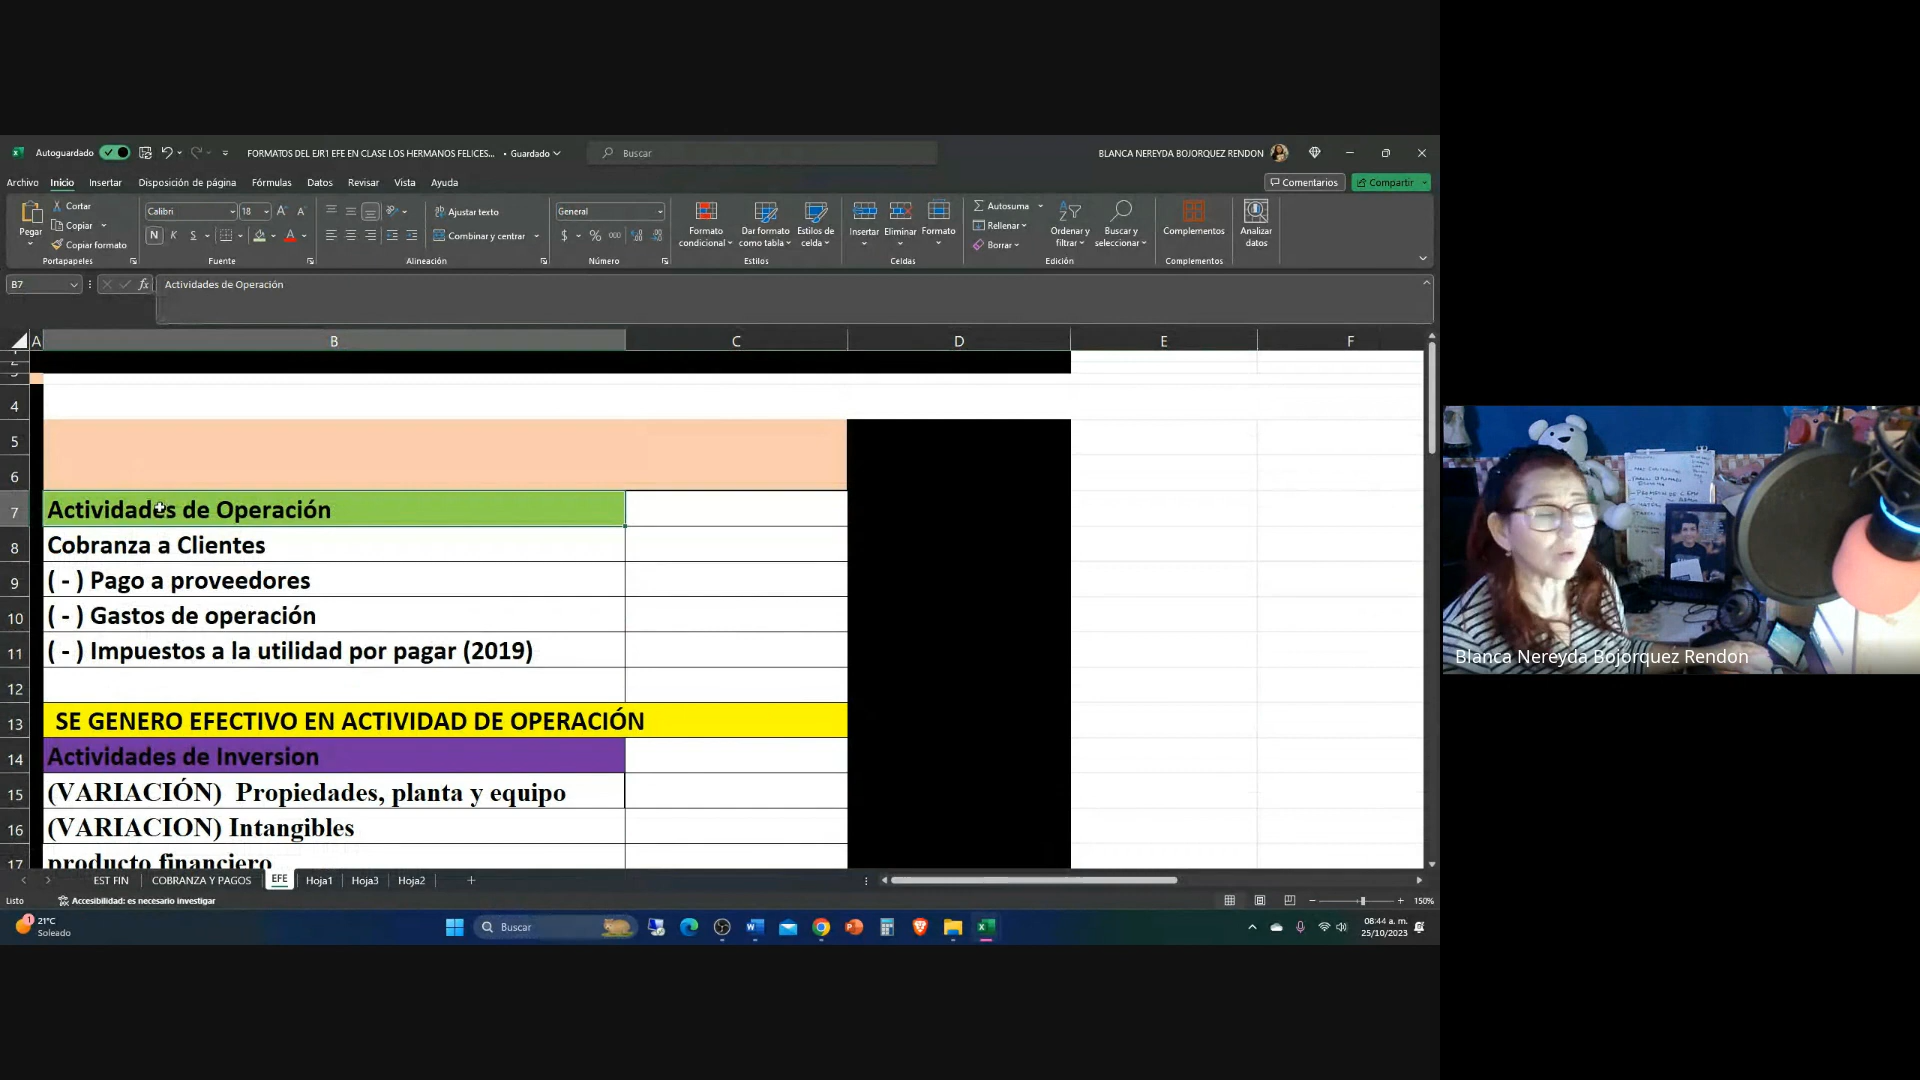 Autoguardado
FORMATOS DEL EJR1 EFE EN CLASE LOS HERMANOS FELICES... • Guardado
Buscar
BLANCA NEREYDA BOJORQUEZ RENDON
Archivo Inicio Insertar Disposición de página Fórmulas Datos Revisar Vista Ayuda
Comentarios Compartir
Pegar
Cortar
Copiar
Copiar formato
Portapapeles
Calibri 18
N K S
Fuente
Ajustar texto
Combinar y centrar
Alineación
General
$ % 000
Número
Formato condicional
Dar formato como tabla
Estilos de celda
Estilos
Insertar Eliminar Formato
Celdas
Autosuma
Rellenar
Borrar
Ordenar y filtrar
Buscar y seleccionar
Edición
Complementos
Complementos
Analizar datos
B7 fx Actividades de Operación
A B C D E F
4
5
6
7 Actividades de Operación
8 Cobranza a Clientes
9 ( - ) Pago a proveedores
10 ( - ) Gastos de operación
11 ( - ) Impuestos a la utilidad por pagar (2019)
12
13 SE GENERO EFECTIVO EN ACTIVIDAD DE OPERACIÓN
14 Actividades de Inversion
15 (VARIACIÓN) Propiedades, planta y equipo
16 (VARIACION) Intangibles
17 producto financiero
EST FIN COBRANZA Y PAGOS EFE Hoja1 Hoja3 Hoja2
Listo Accesibilidad: es necesario investigar
150%
21°C
Soleado
Buscar
08:44 a. m.
25/10/2023
Blanca Nereyda Bojorquez Rendon